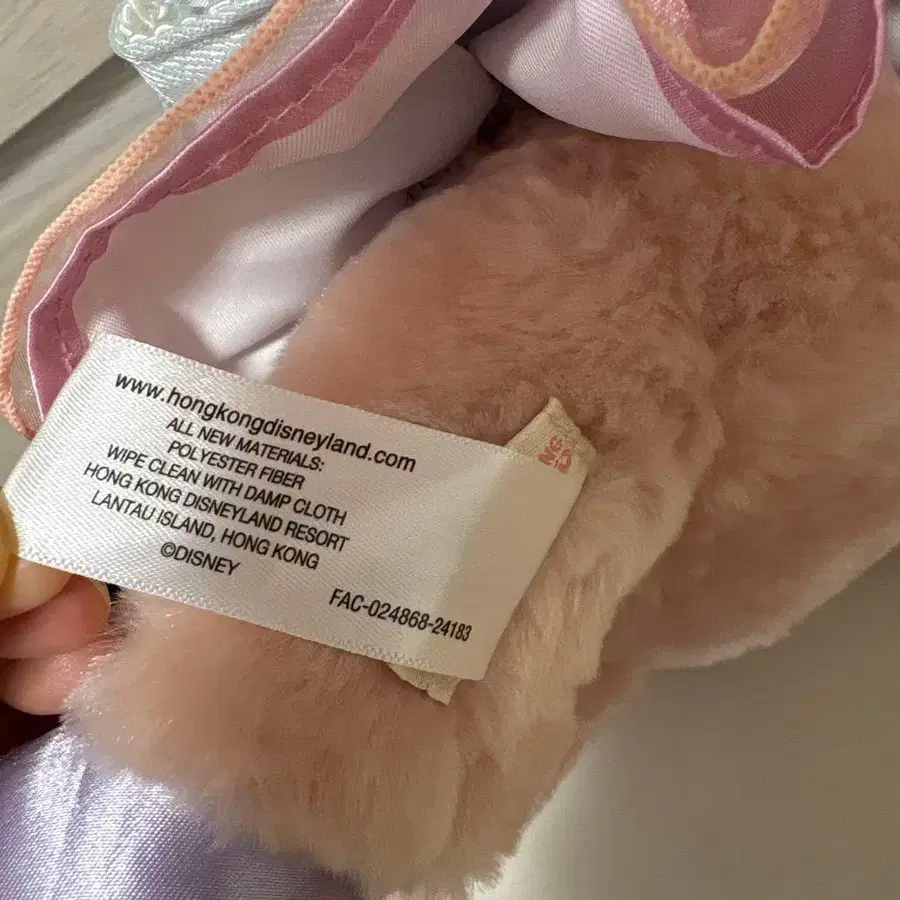 www.hongkongdisneyland.com
ALL NEW MATERIALS:
POLYESTER FIBER
WIPE CLEAN WITH DAMP CLOTH
HONG KONG DISNEYLAND RESORT
LANTAU ISLAND, HONG KONG
©DISNEY
FAC-024868-24183